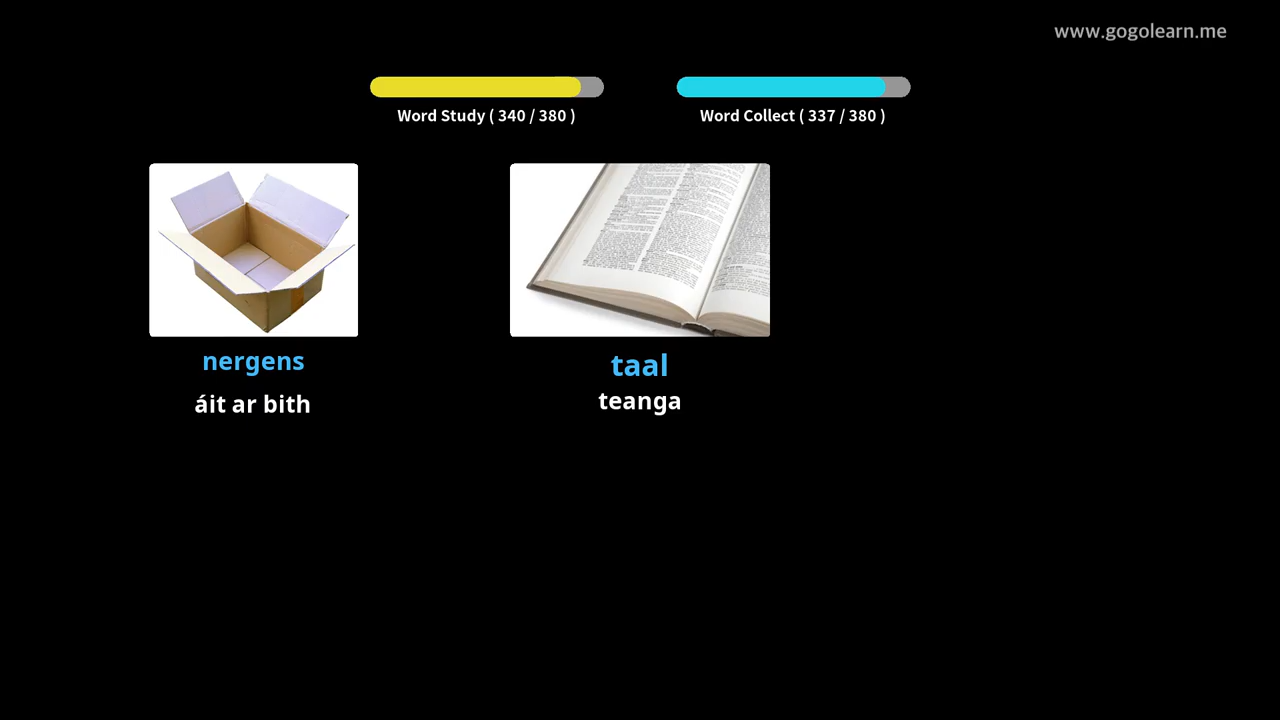 www.gogolearn.me
Word Study ( 340 / 380 )
Word Collect ( 337 / 380 )
nergens
áit ar bith
taal
teanga